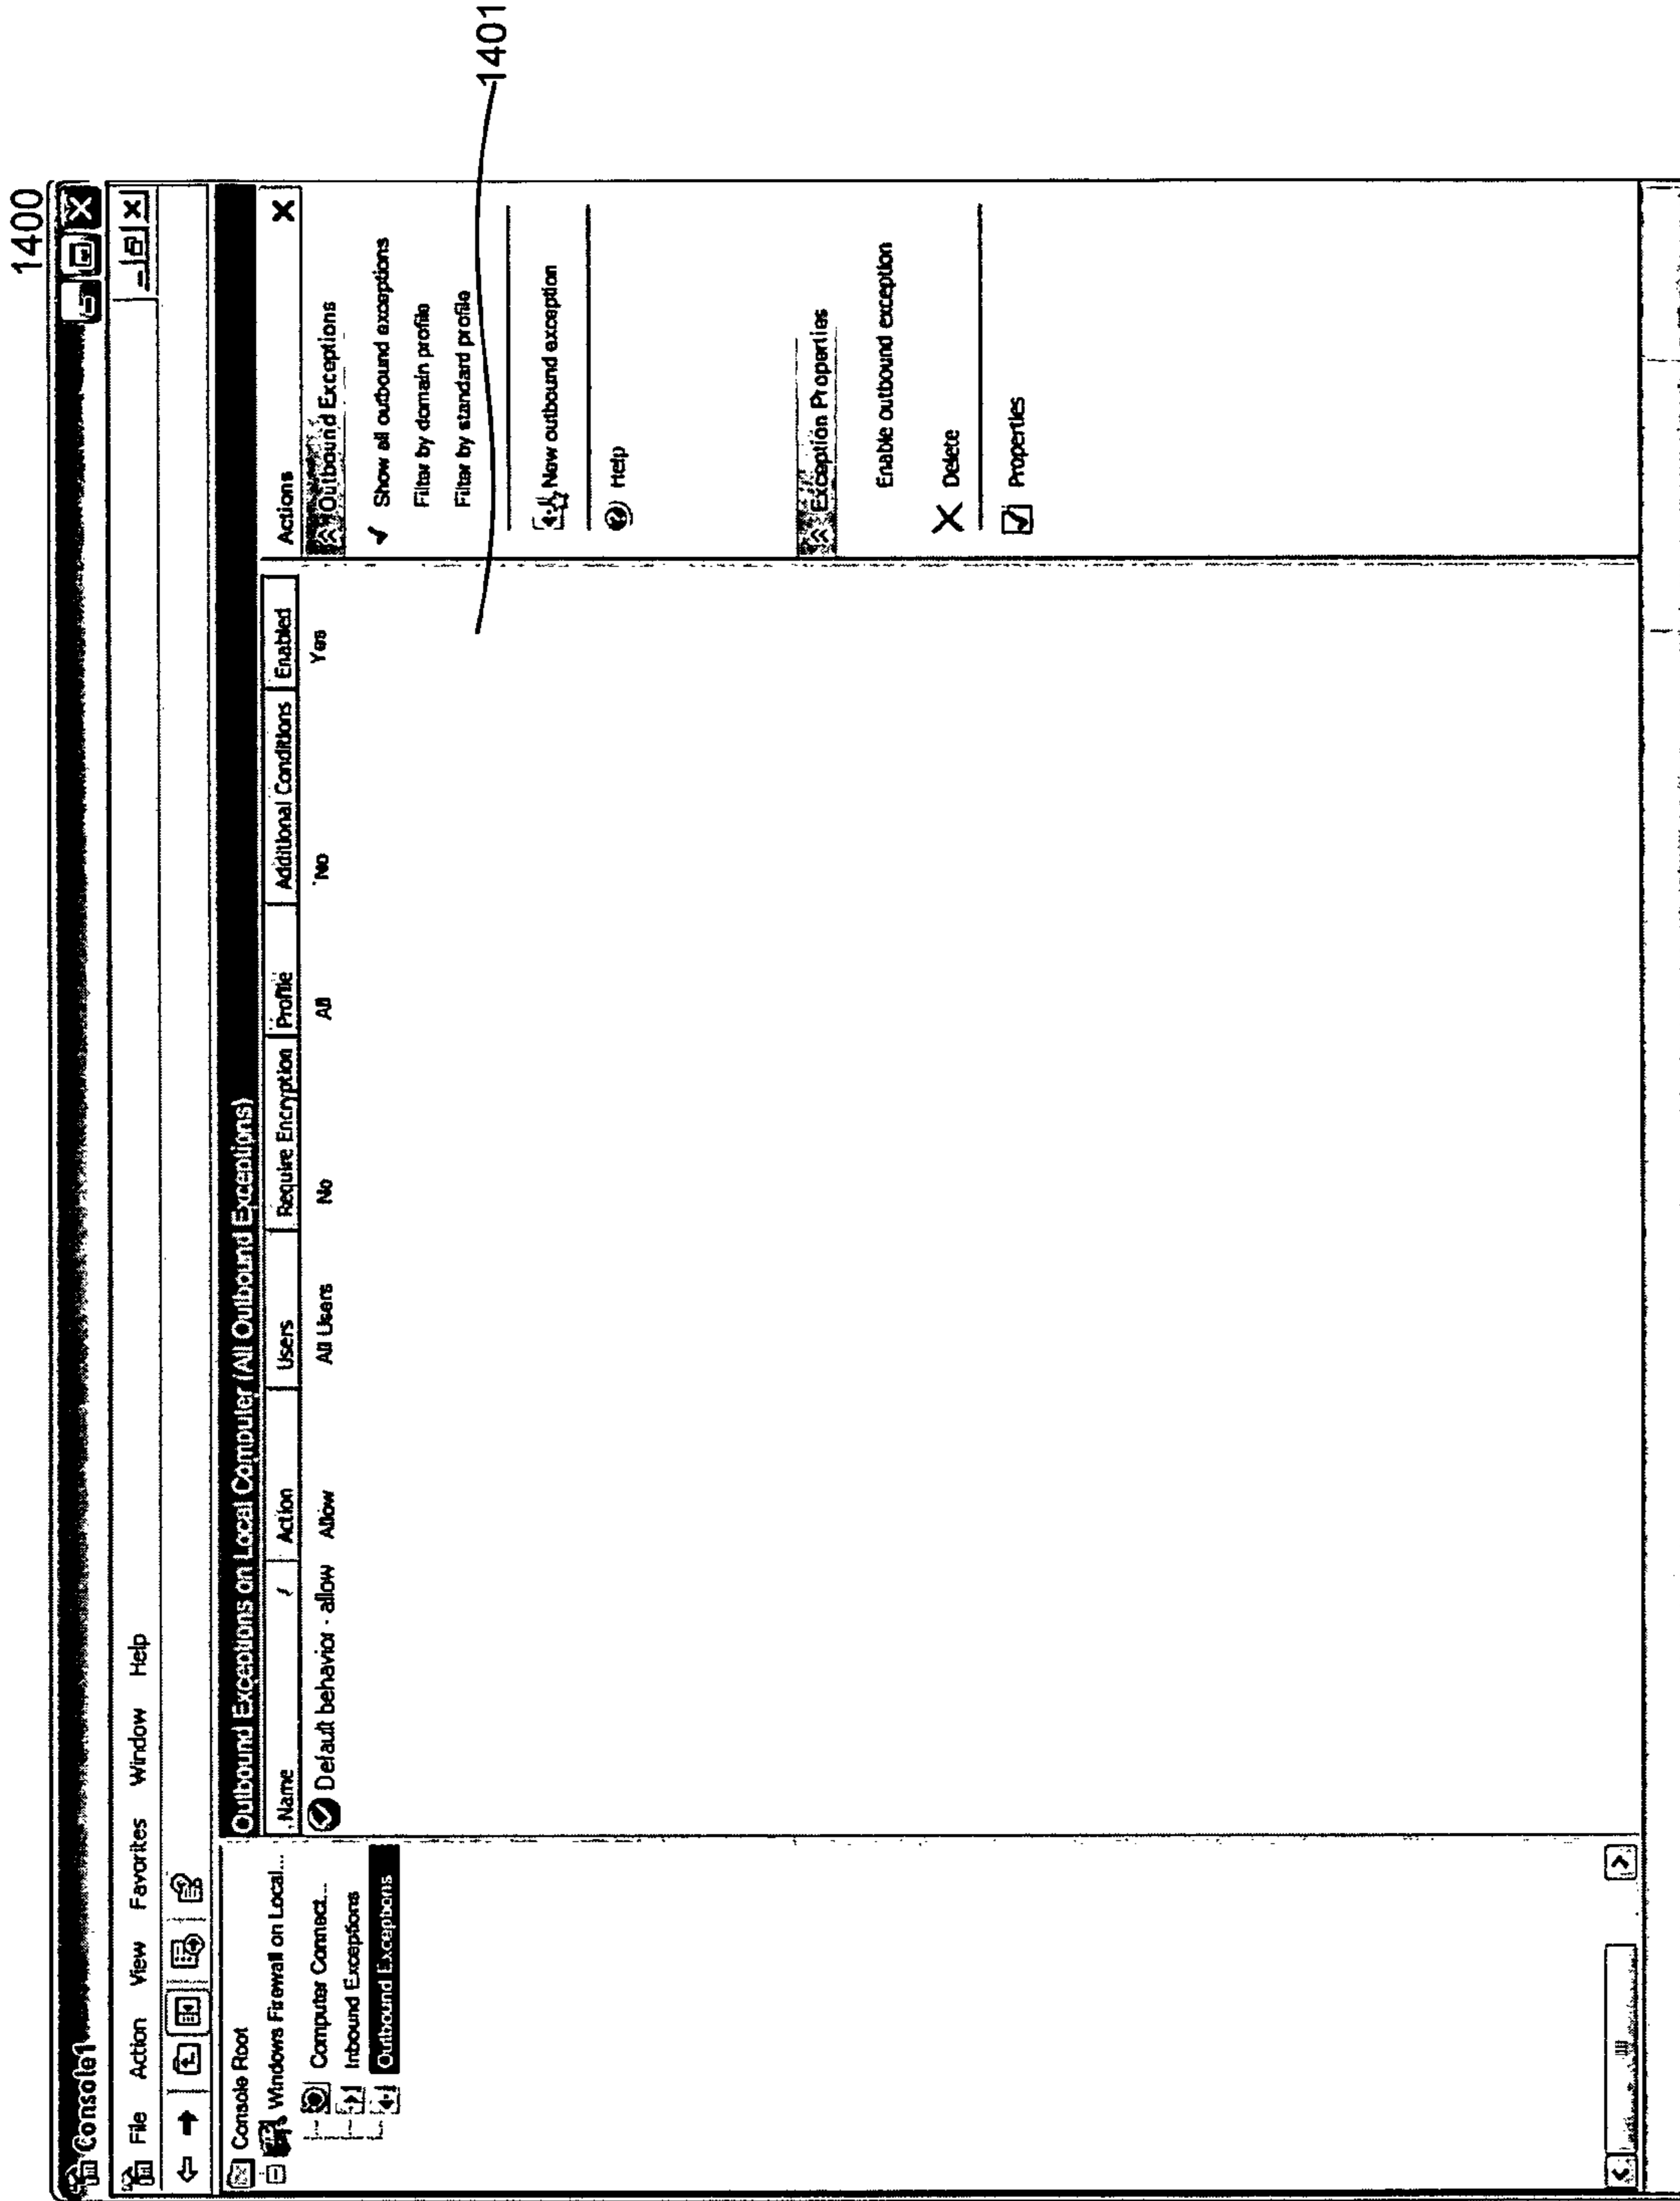 1400
Console1
File Action View Favorites Window Help
Console Root
Windows Firewall on Local...
Computer Connect...
Inbound Exceptions
Outbound Exceptions
Outbound Exceptions on Local Computer (All Outbound Exceptions)
Name Action Users Require Encryption Profile Additional Conditions Enabled
Default behavior - allow Allow All Users No All No Yes
Actions
Outbound Exceptions
Show all outbound exceptions
Filter by domain profile
Filter by standard profile
New outbound exception
Help
Exception Properties
Enable outbound exception
Delete
Properties
1401